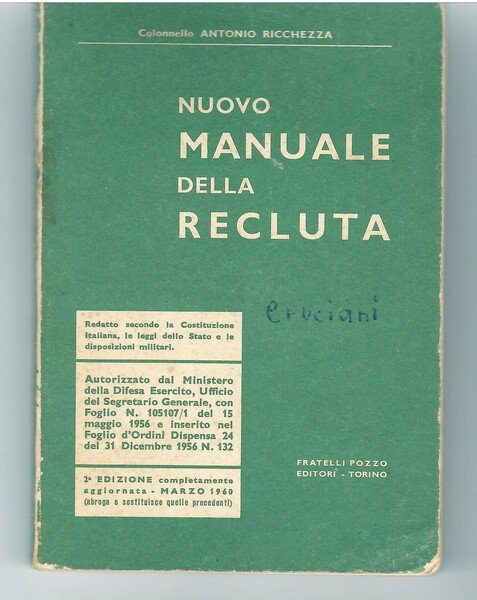 Colonnello ANTONIO RICCHEZZA
NUOVO
MANUALE
DELLA
RECLUTA
Cruciani
Redatto secondo la Costituzione
Italiana, le leggi dello Stato e le
disposizioni militari.
Autorizzato dal Ministero
della Difesa Esercito, Ufficio
del Segretario Generale, con
Foglio N. 105107/1 del 15
maggio 1956 e inserito nel
Foglio d'Ordini Dispensa 24
del 31 Dicembre 1956 N. 132
2ª EDIZIONE completamente
aggiornata - MARZO 1960
(abroga e sostituisce quelle precedenti)
FRATELLI POZZO
EDITORI - TORINO